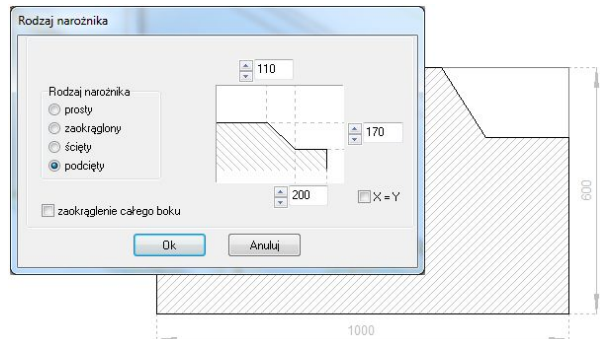 Rodzaj narożnika
110
Rodzaj narożnika
prosty
zaokrąglony
ścięty
podcięty
170
200
X = Y
zaokrąglenie całego boku
Ok
Anuluj
600
1000